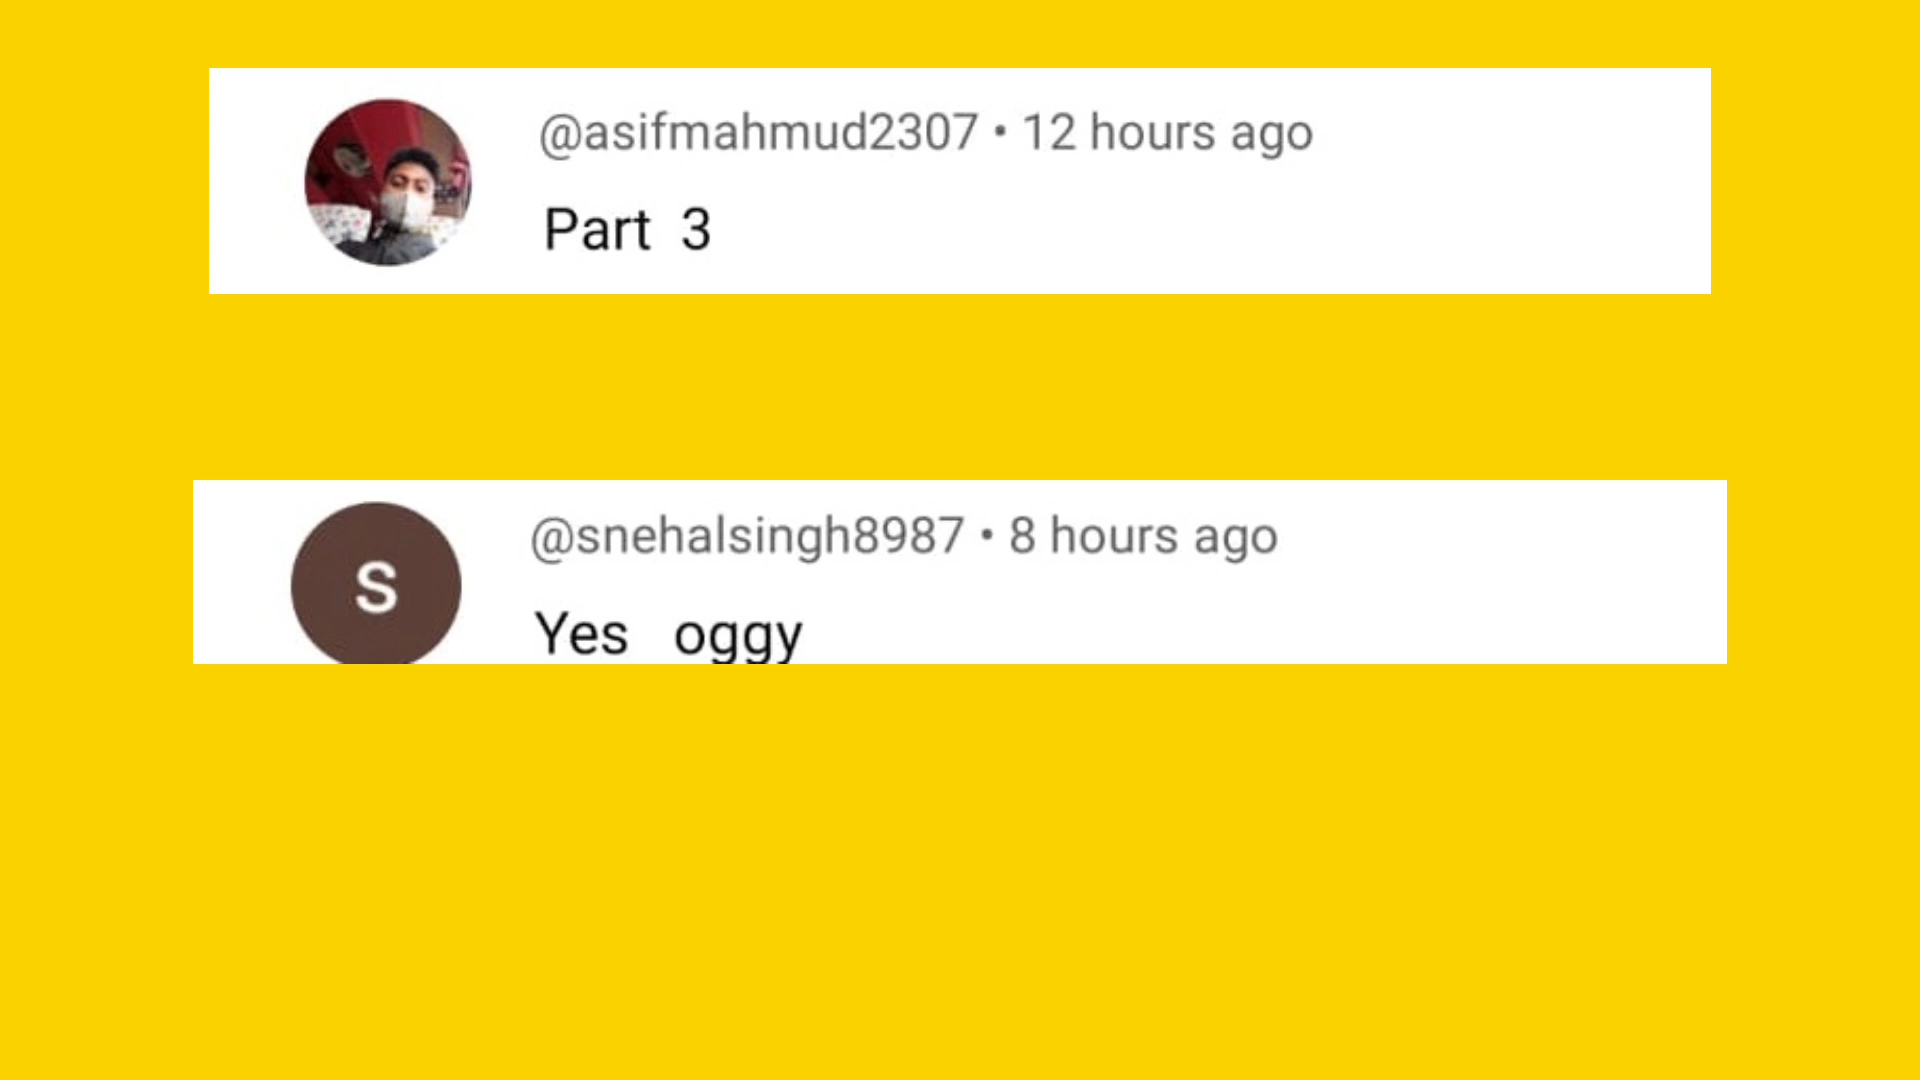 @asifmahmud2307 • 12 hours ago
Part 3
S
@snehalsingh8987 • 8 hours ago
Yes oggy